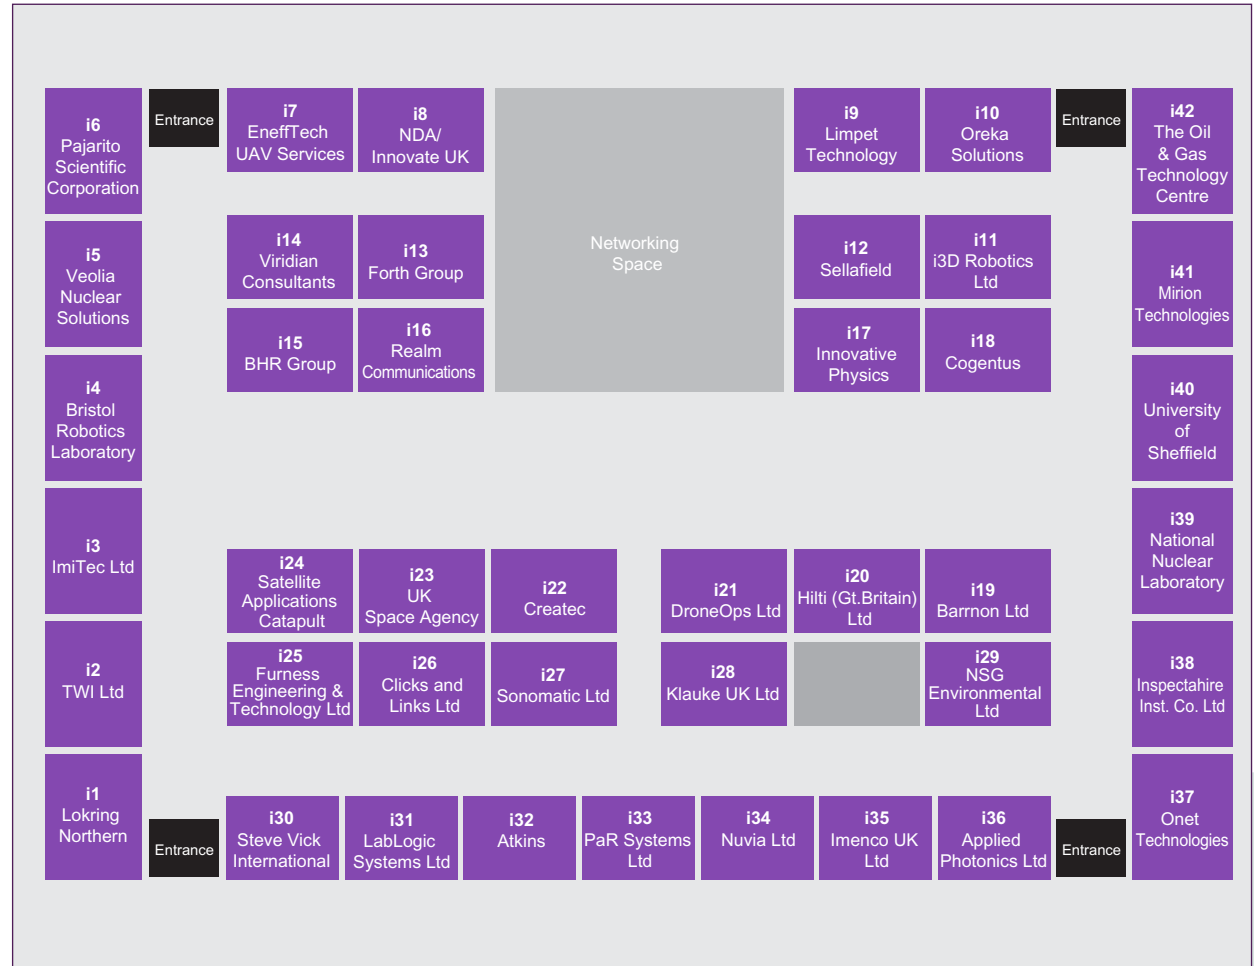 i6
Pajarito
Scientific
Corporation
Entrance
i7
EneffTech
UAV Services
i8
NDA/
Innovate UK
i9
Limpet
Technology
i10
Oreka
Solutions
Entrance
i42
The Oil
& Gas
Technology
Centre
i5
Veolia
Nuclear
Solutions
i14
Viridian
Consultants
i13
Forth Group
Networking
Space
i12
Sellafield
i11
i3D Robotics
Ltd
i41
Mirion
Technologies
i15
BHR Group
i16
Realm
Communications
i17
Innovative
Physics
i18
Cogentus
i4
Bristol
Robotics
Laboratory
i40
University
of
Sheffield
i3
ImiTec Ltd
i24
Satellite
Applications
Catapult
i23
UK
Space Agency
i22
Createc
i21
DroneOps Ltd
i20
Hilti (Gt.Britain)
Ltd
i19
Barrnon Ltd
i39
National
Nuclear
Laboratory
i2
TWI Ltd
i25
Furness
Engineering &
Technology Ltd
i26
Clicks and
Links Ltd
i27
Sonomatic Ltd
i28
Klauke UK Ltd
i29
NSG
Environmental
Ltd
i38
Inspectahire
Inst. Co. Ltd
i1
Lokring
Northern
Entrance
i30
Steve Vick
International
i31
LabLogic
Systems Ltd
i32
Atkins
i33
PaR Systems
Ltd
i34
Nuvia Ltd
i35
Imenco UK
Ltd
i36
Applied
Photonics Ltd
Entrance
i37
Onet
Technologies